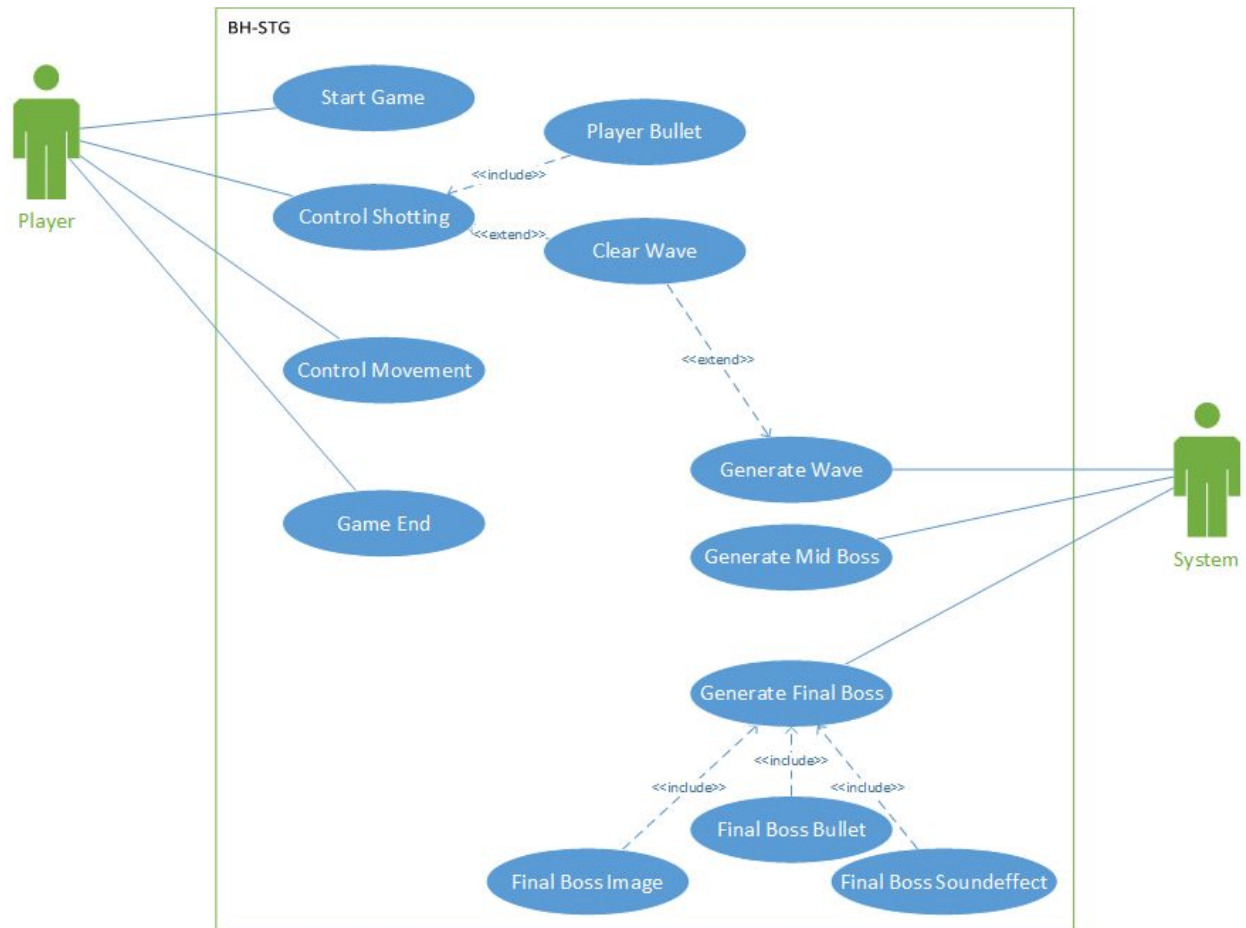 BH-STG
Start Game
Player Bullet
<<include>>
Player
Control Shotting
<<extend>>
Clear Wave
<<extend>>
Control Movement
Generate Wave
Game End
Generate Mid Boss
System
Generate Final Boss
<<include>>
<<include>>
<<include>>
Final Boss Bullet
Final Boss Image
Final Boss Soundeffect